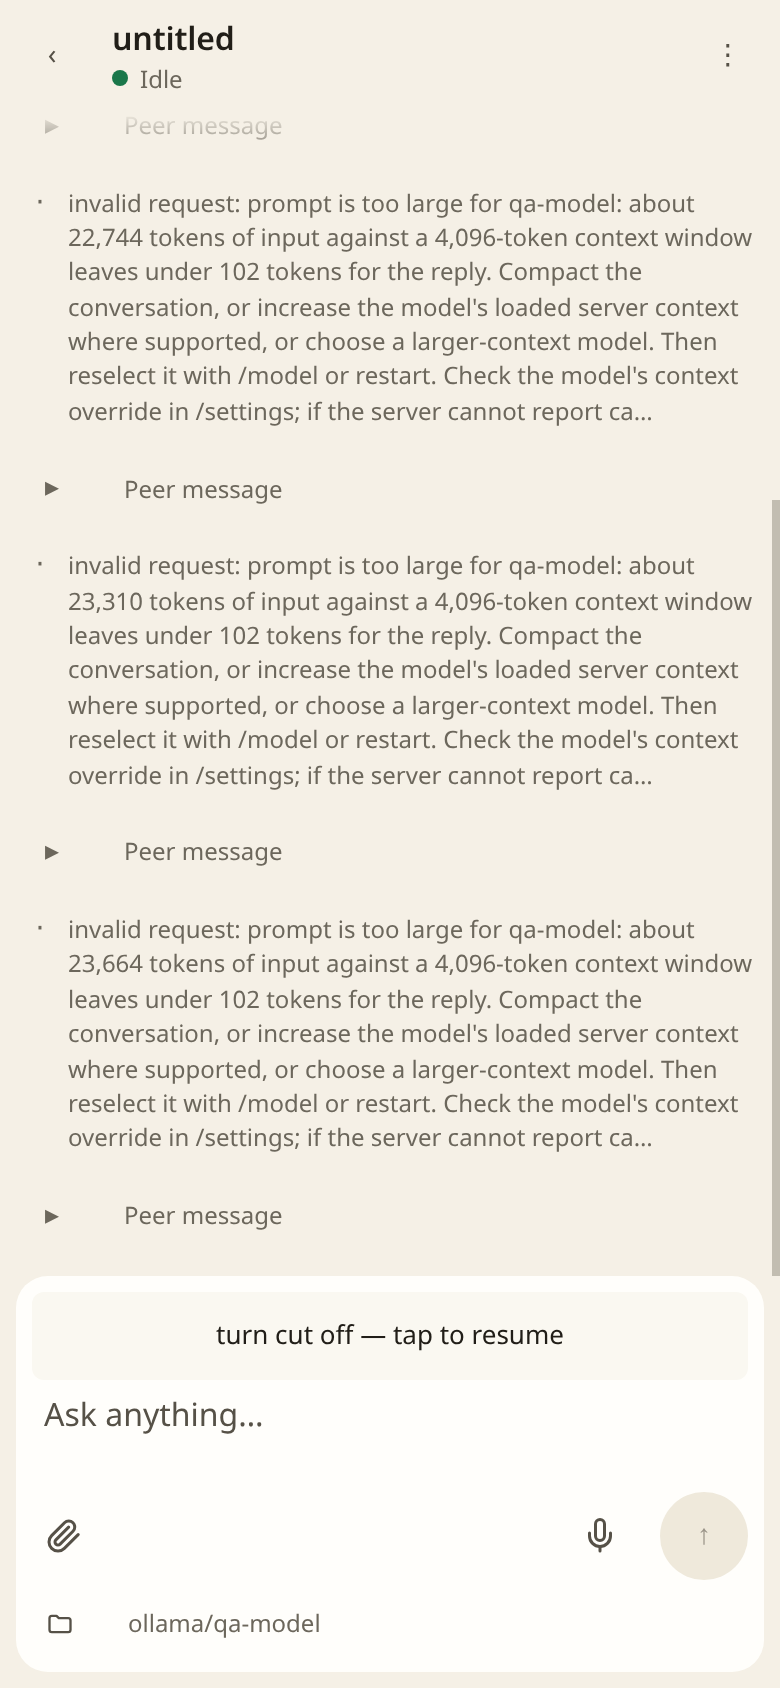 untitled
Idle
Peer message
invalid request: prompt is too large for qa-model: about
22,744 tokens of input against a 4,096-token context window
leaves under 102 tokens for the reply. Compact the
conversation, or increase the model's loaded server context
where supported, or choose a larger-context model. Then
reselect it with /model or restart. Check the model's context
override in /settings; if the server cannot report ca...
Peer message
invalid request: prompt is too large for qa-model: about
23,310 tokens of input against a 4,096-token context window
leaves under 102 tokens for the reply. Compact the
conversation, or increase the model's loaded server context
where supported, or choose a larger-context model. Then
reselect it with /model or restart. Check the model's context
override in /settings; if the server cannot report ca...
Peer message
invalid request: prompt is too large for qa-model: about
23,664 tokens of input against a 4,096-token context window
leaves under 102 tokens for the reply. Compact the
conversation, or increase the model's loaded server context
where supported, or choose a larger-context model. Then
reselect it with /model or restart. Check the model's context
override in /settings; if the server cannot report ca...
Peer message
turn cut off — tap to resume
Ask anything...
ollama/qa-model